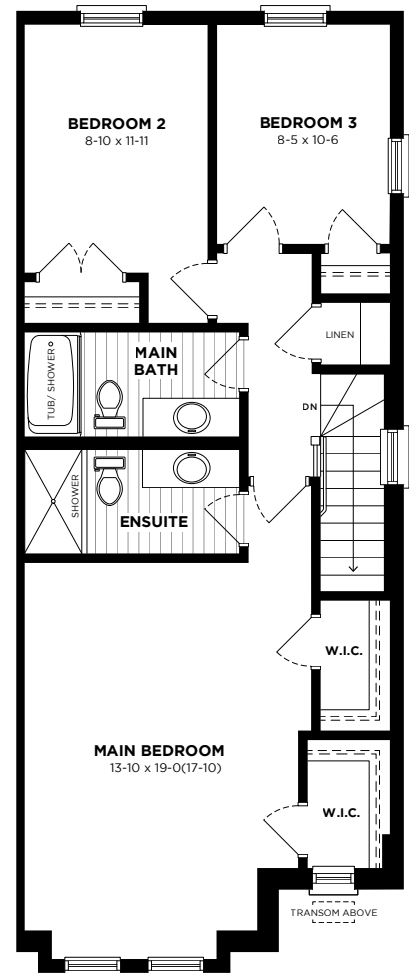 BEDROOM 2
8-10 x 11-11
BEDROOM 3
8-5 x 10-6
LINEN
MAIN
BATH
TUB/ SHOWER
DN
SHOWER
ENSUITE
W.I.C.
MAIN BEDROOM
13-10 x 19-0(17-10)
W.I.C.
TRANSOM ABOVE